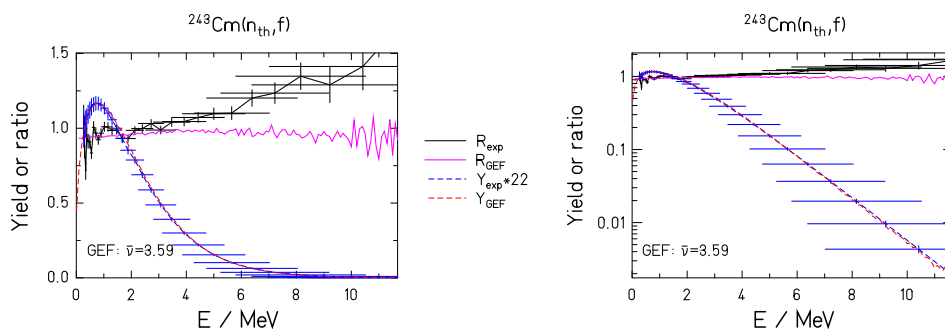 ²⁴³Cm(nₜₕ,f)
Yield or ratio
1.5
1.0
0.5
0.0
GEF: ν̄=3.59
0 2 4 6 8 10
E / MeV
R_exp
R_GEF
Y_exp*22
Y_GEF
²⁴³Cm(nₜₕ,f)
Yield or ratio
1
0.1
0.01
GEF: ν̄=3.59
0 2 4 6 8 10
E / MeV